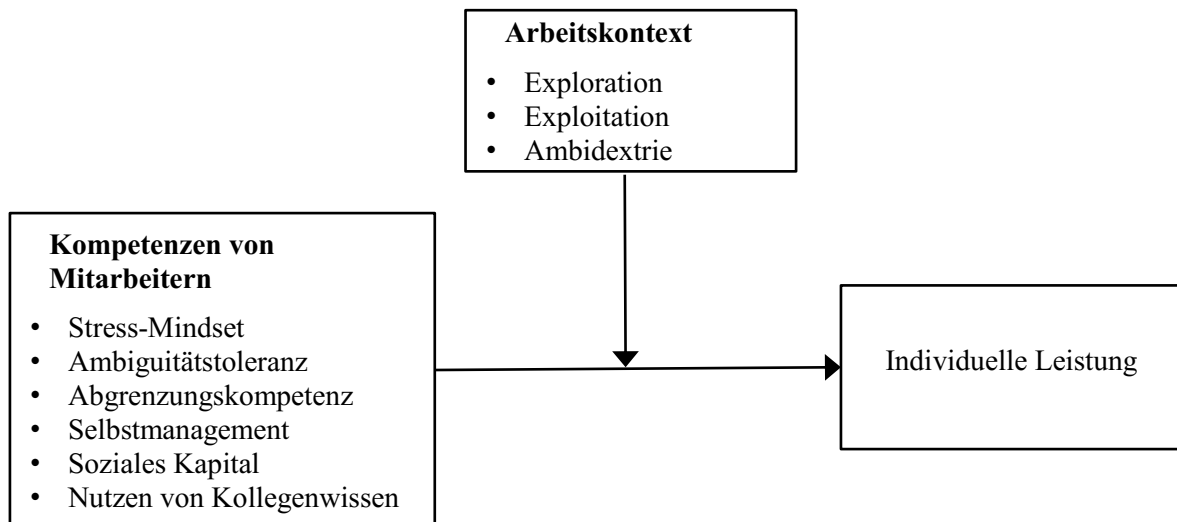 Arbeitskontext
• Exploration
• Exploitation
• Ambidextrie
Kompetenzen von
Mitarbeitern
• Stress-Mindset
• Ambiguitätstoleranz
• Abgrenzungskompetenz
• Selbstmanagement
• Soziales Kapital
• Nutzen von Kollegenwissen
Individuelle Leistung